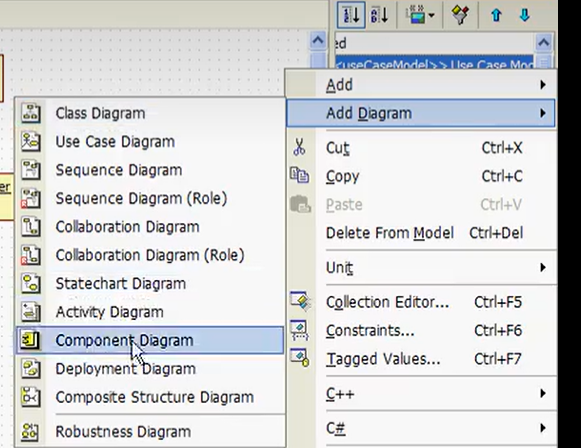 ed
<<useCaseModel>> Use Case Mod
Add
Class Diagram
Add Diagram
Use Case Diagram
Cut Ctrl+X
Sequence Diagram
Copy Ctrl+C
er
Sequence Diagram (Role)
Paste Ctrl+V
Collaboration Diagram
Delete From Model Ctrl+Del
Collaboration Diagram (Role)
Unit
Statechart Diagram
Collection Editor... Ctrl+F5
Activity Diagram
Constraints... Ctrl+F6
Component Diagram
Tagged Values... Ctrl+F7
Deployment Diagram
C++
Composite Structure Diagram
C#
Robustness Diagram